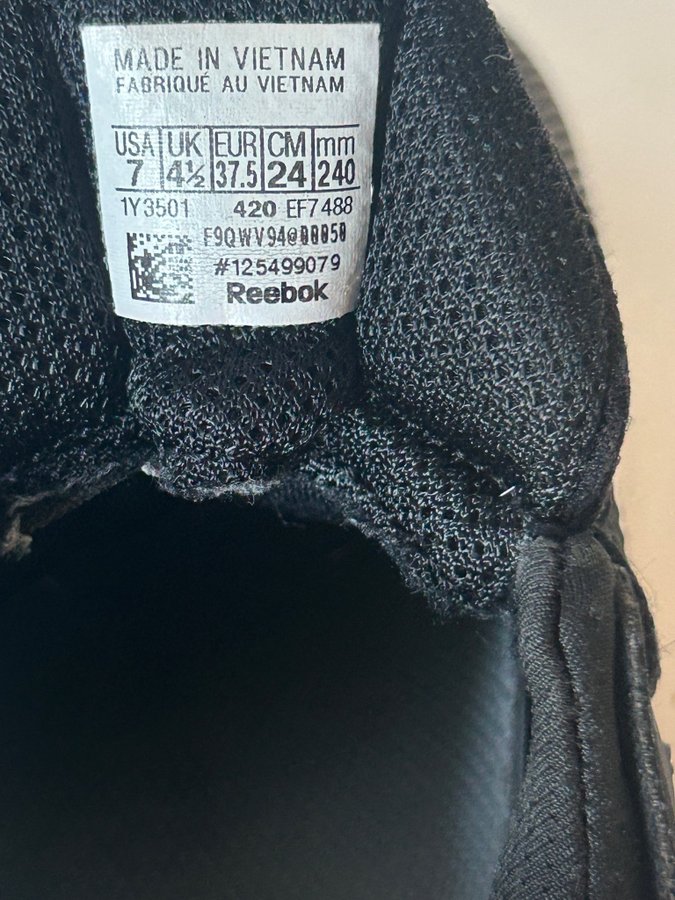 MADE IN VIETNAM
FABRIQUÉ AU VIETNAM
USA UK EUR CM mm
7 4½ 37.5 24 240
1Y3501 420 EF7488
#125499079
Reebok